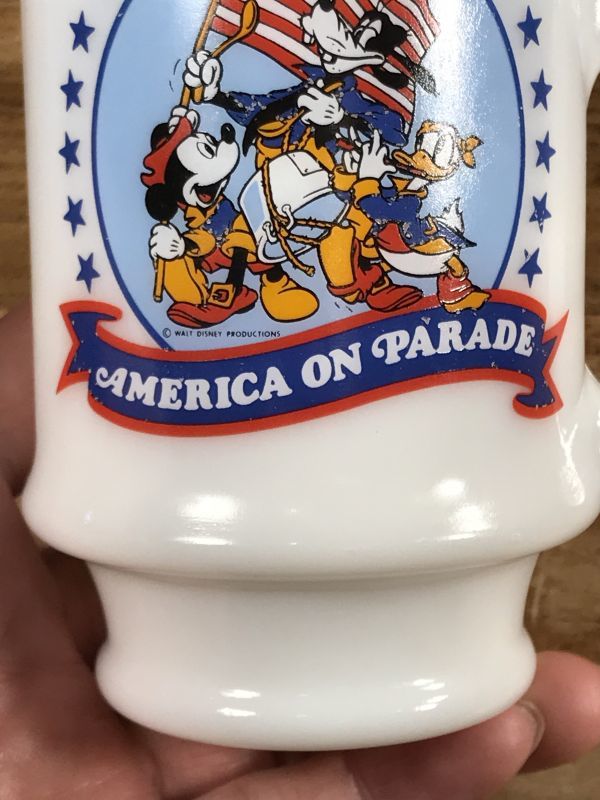 © WALT DISNEY PRODUCTIONS
AMERICA ON PARADE